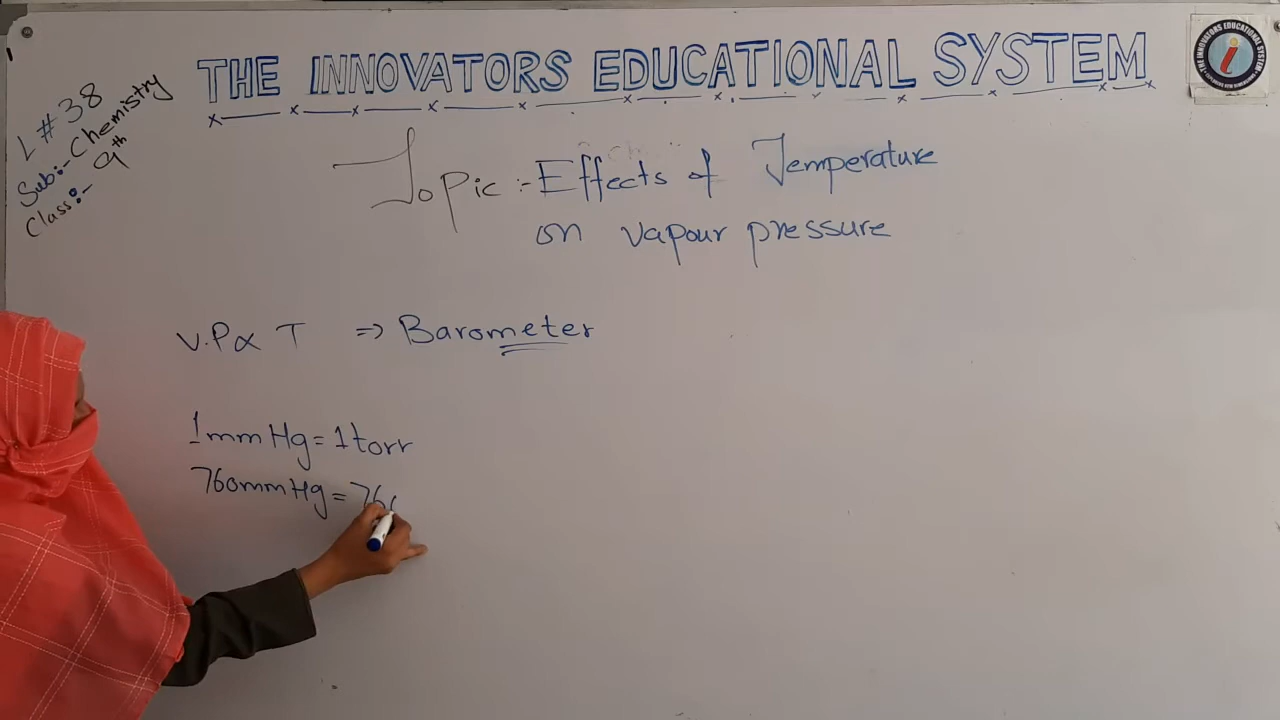 THE INNOVATORS EDUCATIONAL SYSTEM
L # 38
Sub:- Chemistry
Class:- 9th
Topic :- Effects of Temperature
on vapour pressure
V.P ∝ T ⇒ Barometer
1mmHg = 1torr
760mmHg = 760